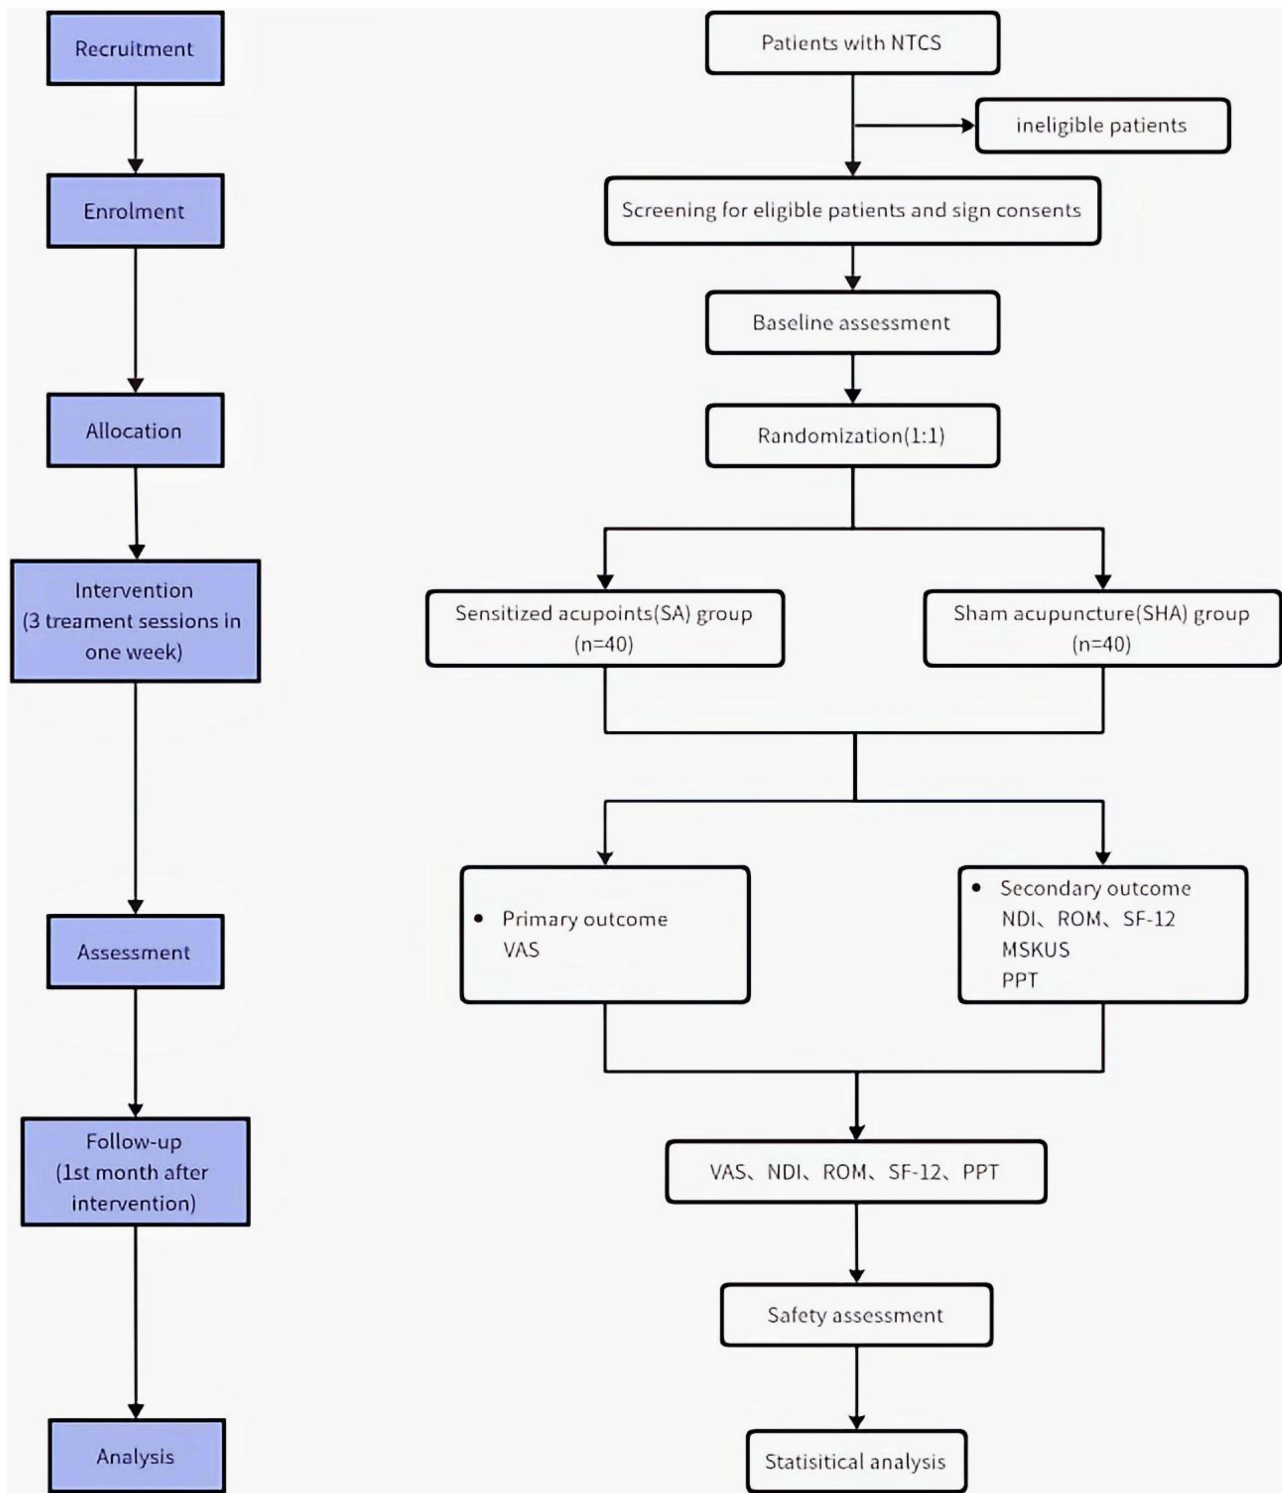 Recruitment
Patients with NTCS
ineligible patients
Enrolment
Screening for eligible patients and sign consents
Baseline assessment
Allocation
Randomization(1:1)
Intervention
(3 treament sessions in
one week)
Sensitized acupoints(SA) group
(n=40)
Sham acupuncture(SHA) group
(n=40)
Assessment
• Primary outcome
VAS
• Secondary outcome
NDI、ROM、SF-12
MSKUS
PPT
Follow-up
(1st month after
intervention)
VAS、NDI、ROM、SF-12、PPT
Safety assessment
Analysis
Statisitical analysis